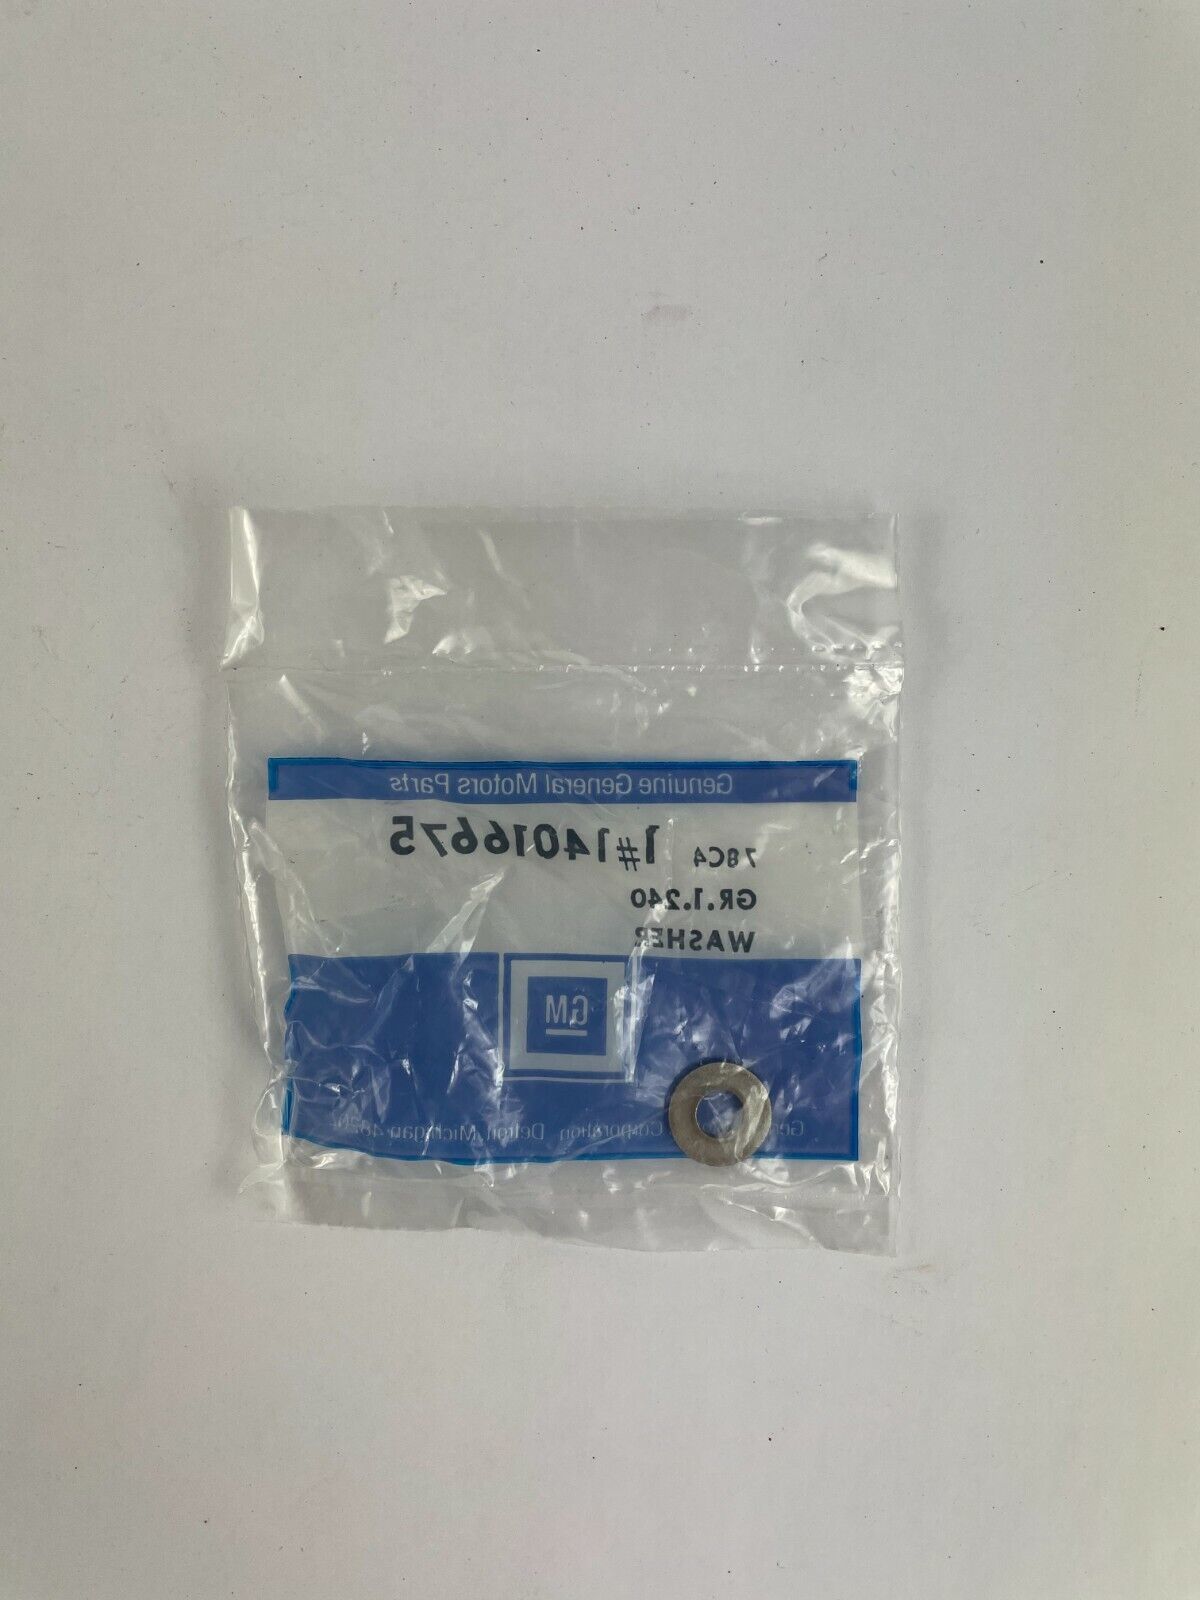 Genuine General Motors Parts
78C4 1#14016675
GR.1.240
WASHER
GM
Corporation Detroit, Michigan